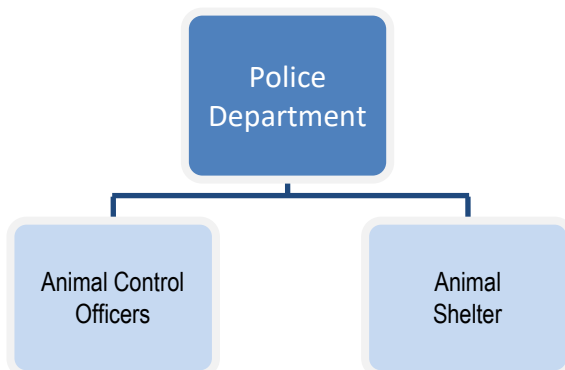 Police
Department
Animal Control
Officers
Animal
Shelter